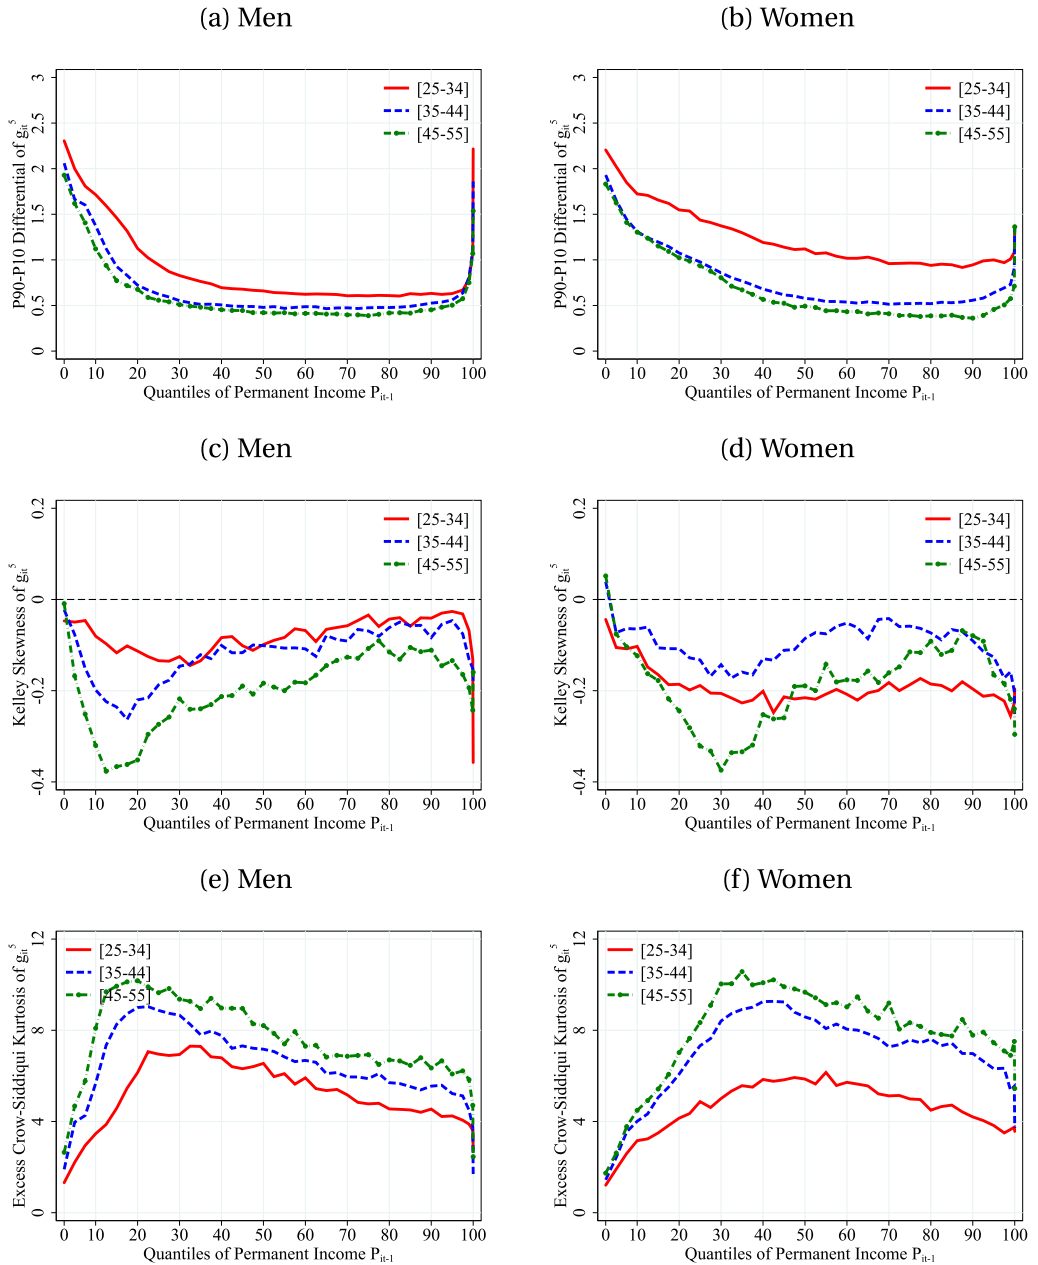 (a) Men
P90-P10 Differential of g_it^5
3
2.5
2
1.5
1
0.5
0
[25-34]
[35-44]
[45-55]
0 10 20 30 40 50 60 70 80 90 100
Quantiles of Permanent Income P_it-1
(b) Women
P90-P10 Differential of g_it^5
3
2.5
2
1.5
1
0.5
0
[25-34]
[35-44]
[45-55]
0 10 20 30 40 50 60 70 80 90 100
Quantiles of Permanent Income P_it-1
(c) Men
Kelley Skewness of g_it^5
0.2
0
-0.2
-0.4
[25-34]
[35-44]
[45-55]
0 10 20 30 40 50 60 70 80 90 100
Quantiles of Permanent Income P_it-1
(d) Women
Kelley Skewness of g_it^5
0.2
0
-0.2
-0.4
[25-34]
[35-44]
[45-55]
0 10 20 30 40 50 60 70 80 90 100
Quantiles of Permanent Income P_it-1
(e) Men
Excess Crow-Siddiqui Kurtosis of g_it^5
12
8
4
0
[25-34]
[35-44]
[45-55]
0 10 20 30 40 50 60 70 80 90 100
Quantiles of Permanent Income P_it-1
(f) Women
Excess Crow-Siddiqui Kurtosis of g_it^5
12
8
4
0
[25-34]
[35-44]
[45-55]
0 10 20 30 40 50 60 70 80 90 100
Quantiles of Permanent Income P_it-1